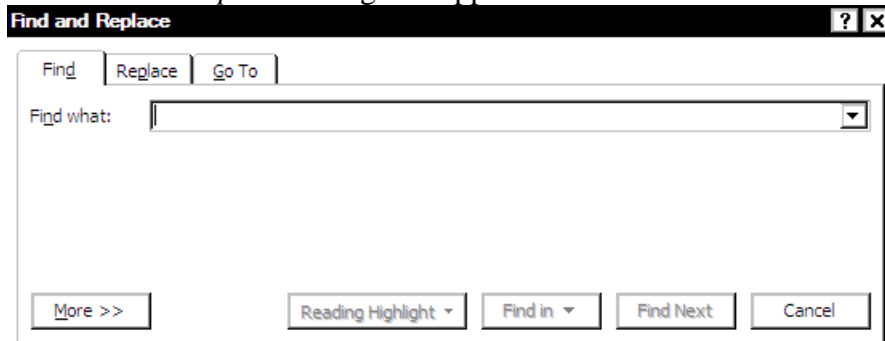 Find and Replace
Find Replace Go To
Find what:
More >> Reading Highlight Find in Find Next Cancel